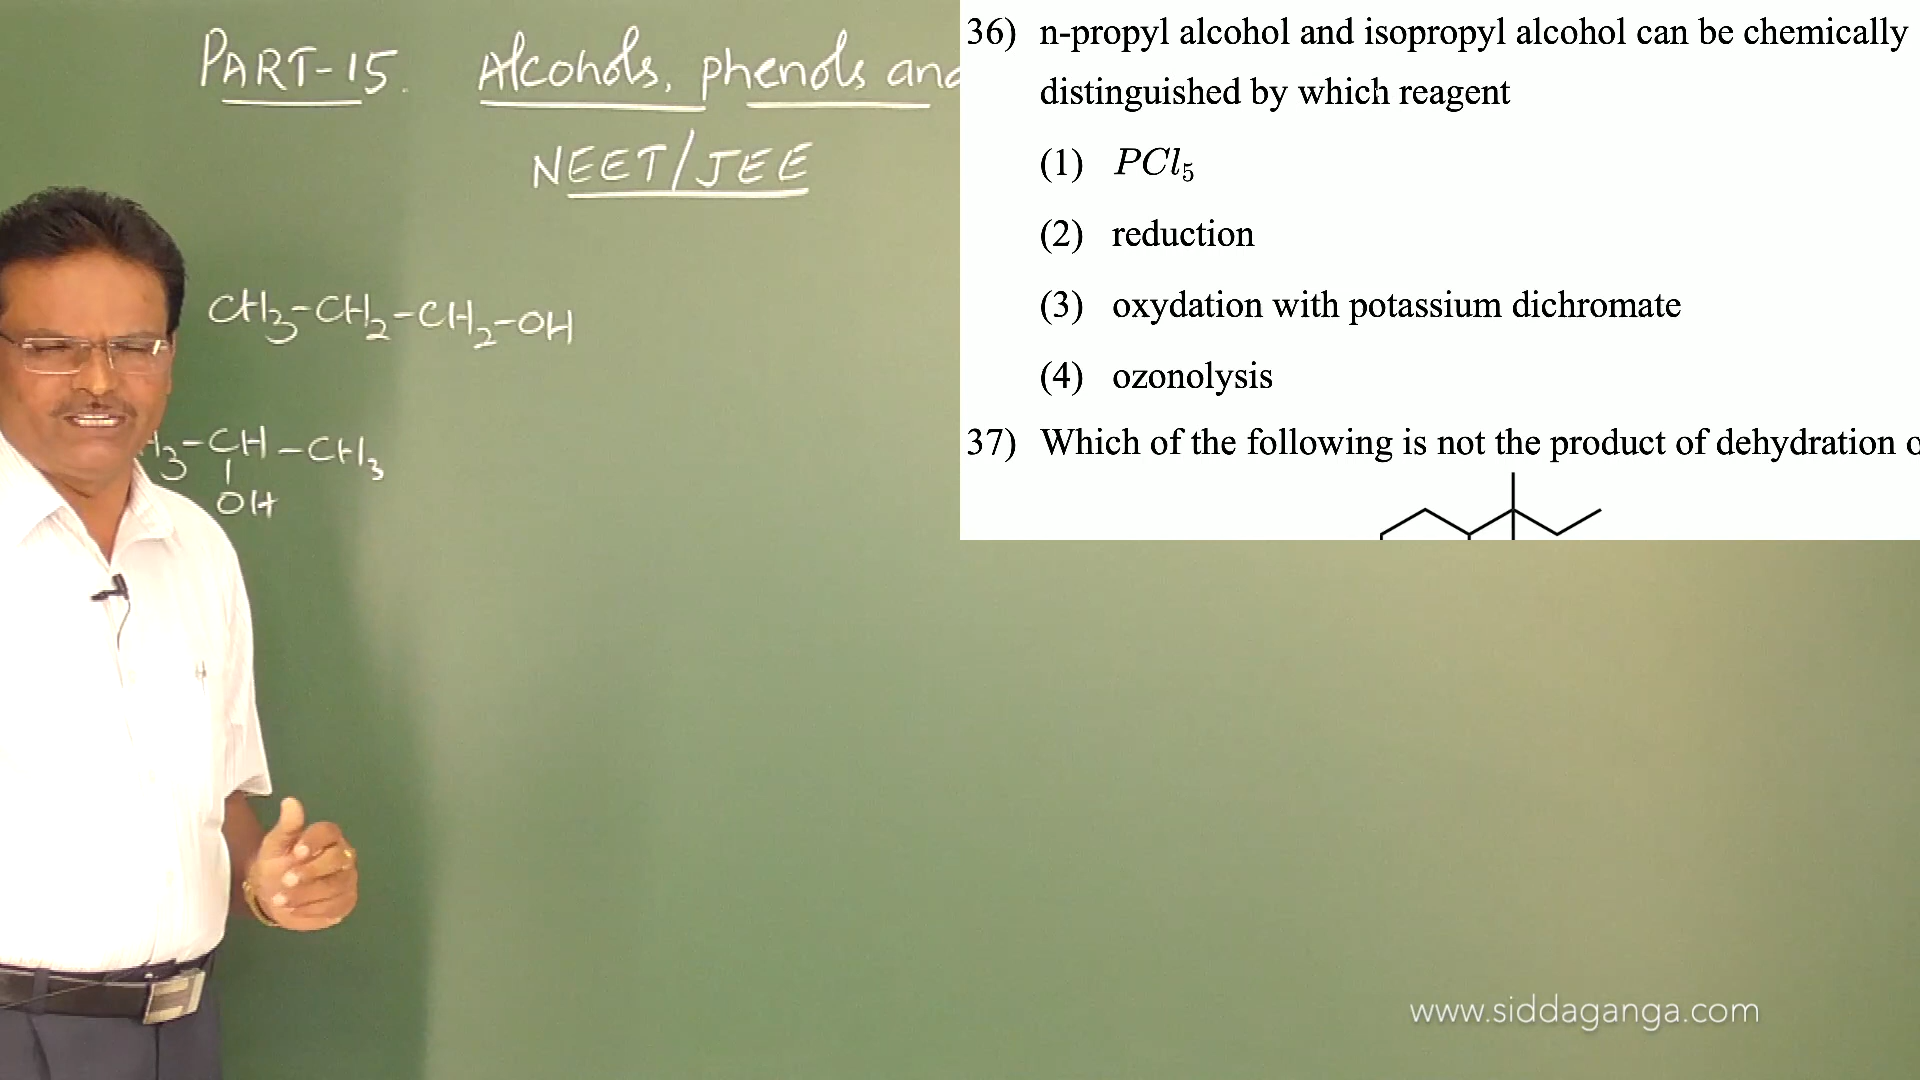 PART-15. Alcohols, phenols and
NEET/JEE
CH3-CH2-CH2-OH
H3-CH-CH3
OH
36) n-propyl alcohol and isopropyl alcohol can be chemically
distinguished by which reagent
(1) PCl5
(2) reduction
(3) oxydation with potassium dichromate
(4) ozonolysis
37) Which of the following is not the product of dehydration
www.siddaganga.com